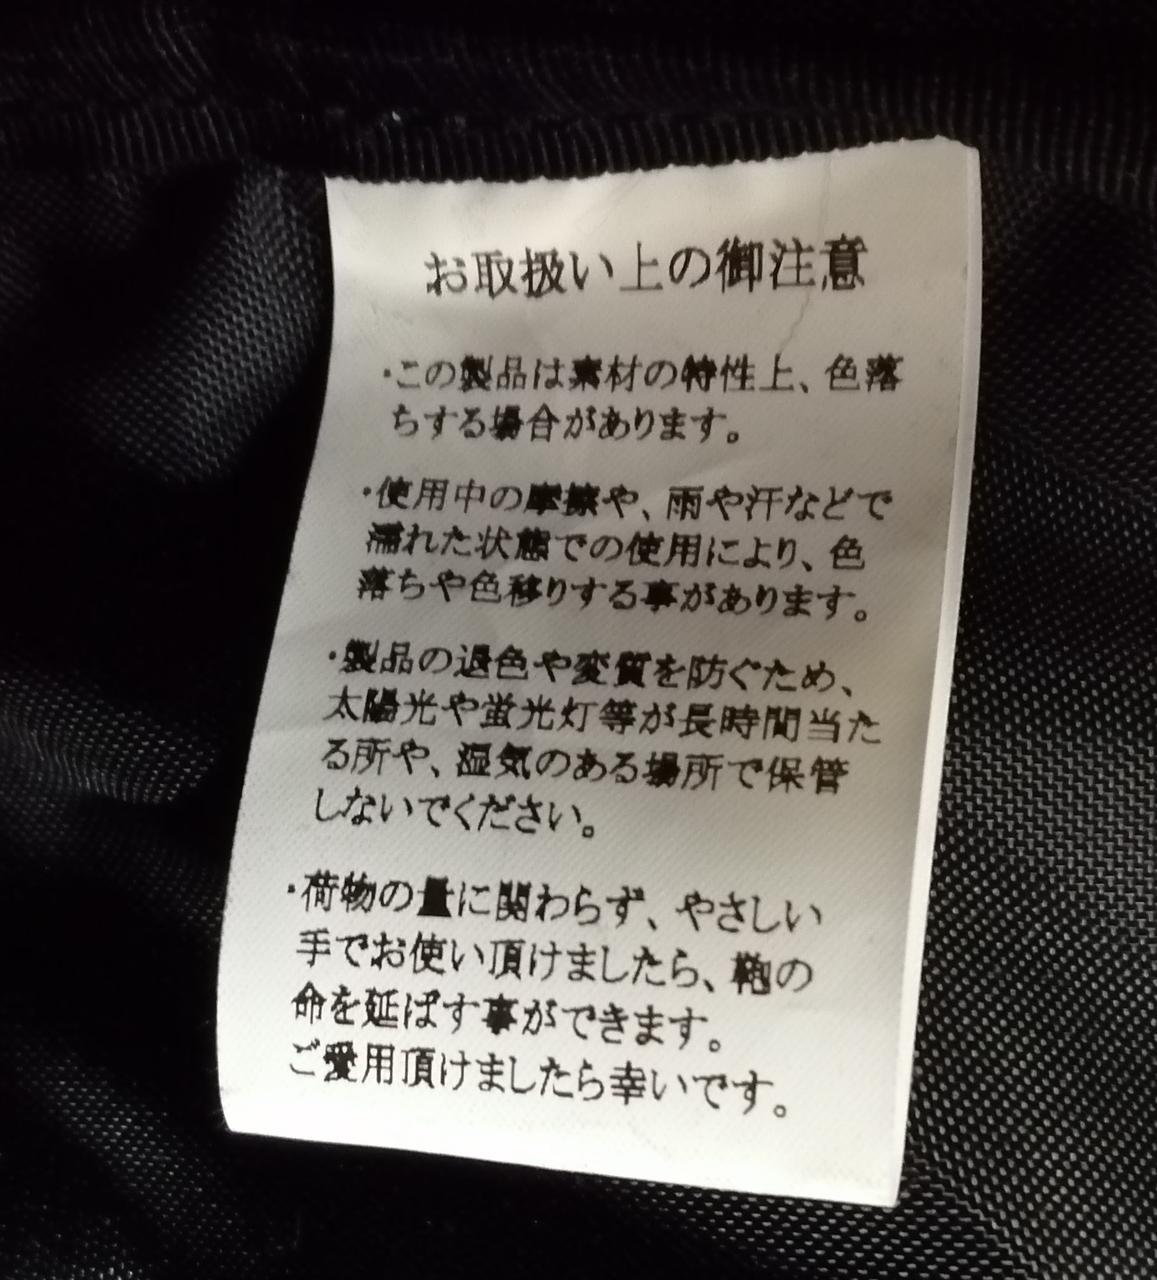 お取扱い上の御注意
・この製品は素材の特性上、色落
ちする場合があります。
・使用中の摩擦や、雨や汗などで
濡れた状態での使用により、色
落ちや色移りする事があります。
・製品の退色や変質を防ぐため、
太陽光や蛍光灯等が長時間当た
る所や、湿気のある場所で保管
しないでください。
・荷物の量に関わらず、やさしい
手でお使い頂けましたら、鞄の
命を延ばす事ができます。
ご愛用頂けましたら幸いです。